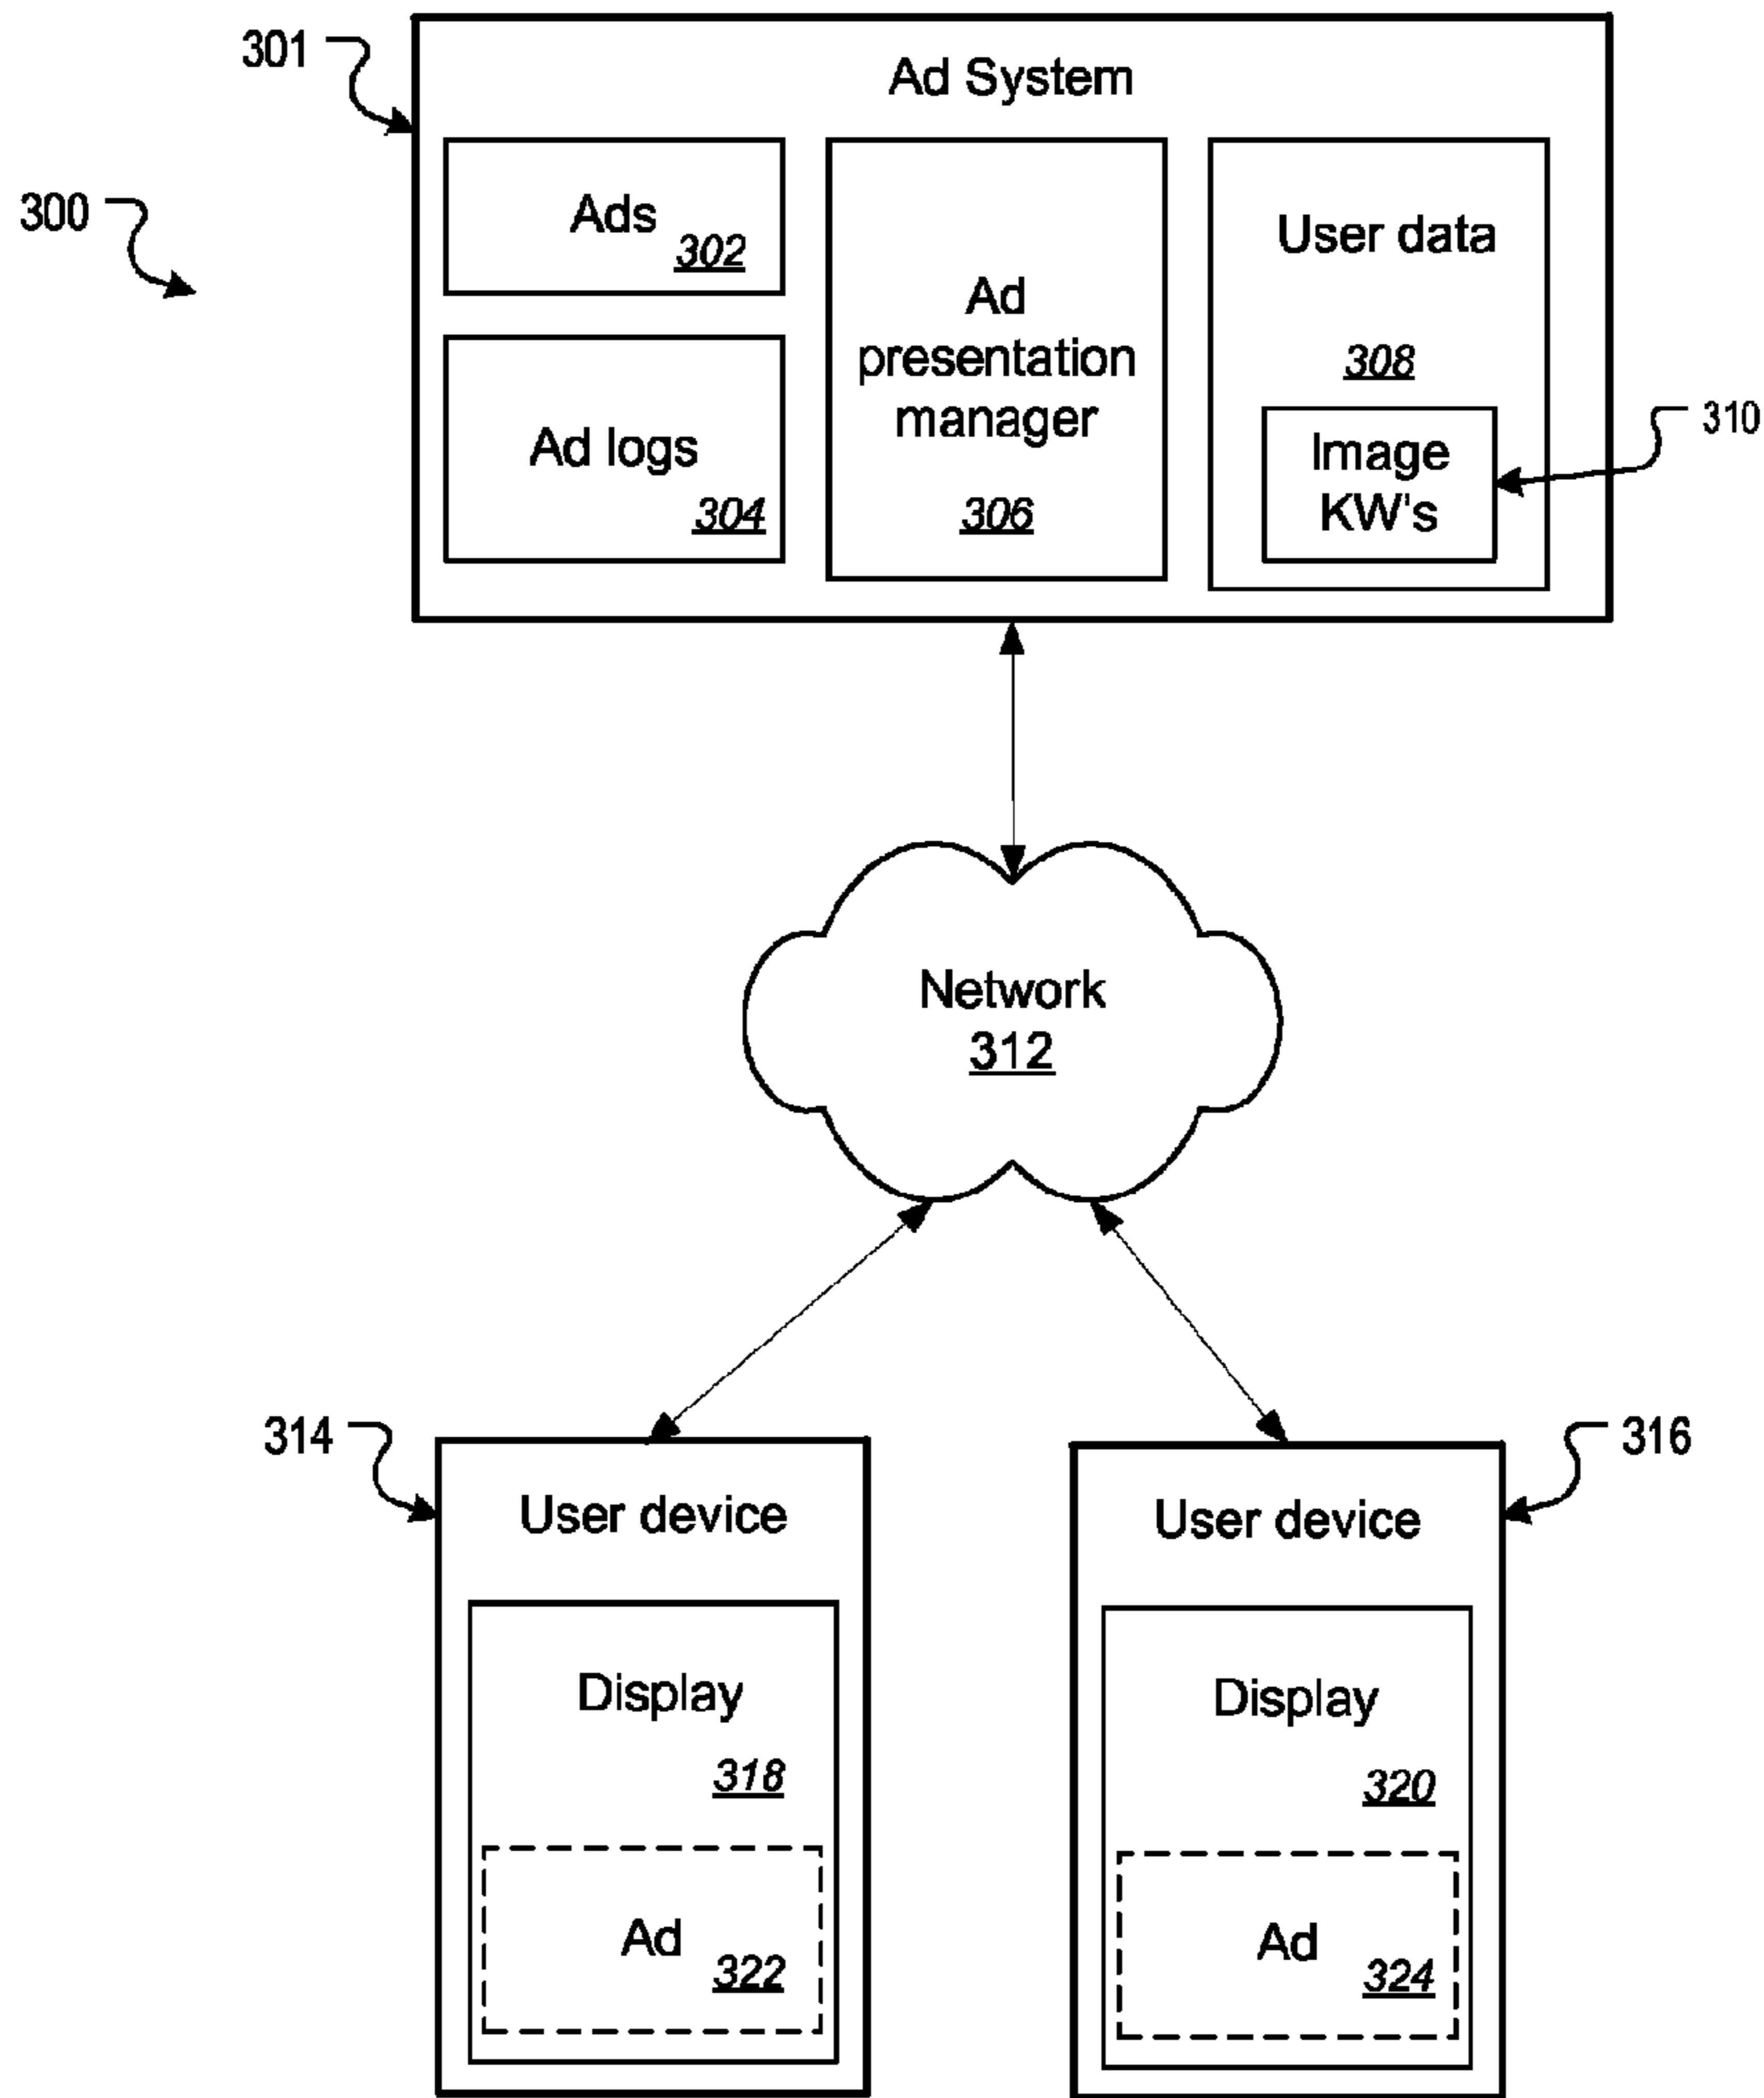 301
Ad System
300
Ads
302
Ad logs
304
Ad
presentation
manager
306
User data
308
Image
KW's
310
Network
312
314
User device
Display
318
Ad
322
316
User device
Display
320
Ad
324